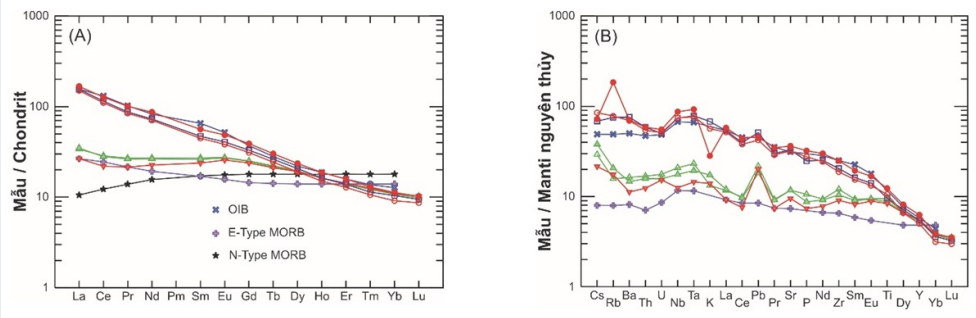 (A)
Mẫu / Chondrit
1000
100
10
1
OIB
E-Type MORB
N-Type MORB
La Ce Pr Nd Pm Sm Eu Gd Tb Dy Ho Er Tm Yb Lu
(B)
Mẫu / Manti nguyên thủy
1000
100
10
1
Cs Rb Ba Th U Nb Ta K La Ce Pb Pr Sr P Nd Zr Sm Eu Ti Dy Y Yb Lu